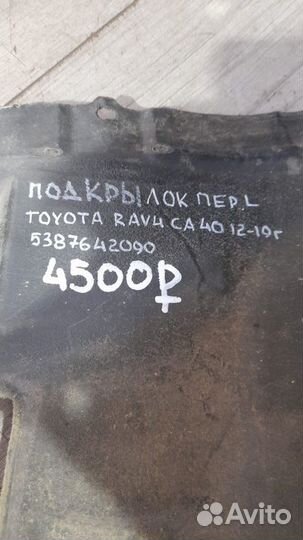 ПОДКРЫЛОК ПЕР L
TOYOTA RAV4 CA40 12-19г
5387642090
4500₽
Avito